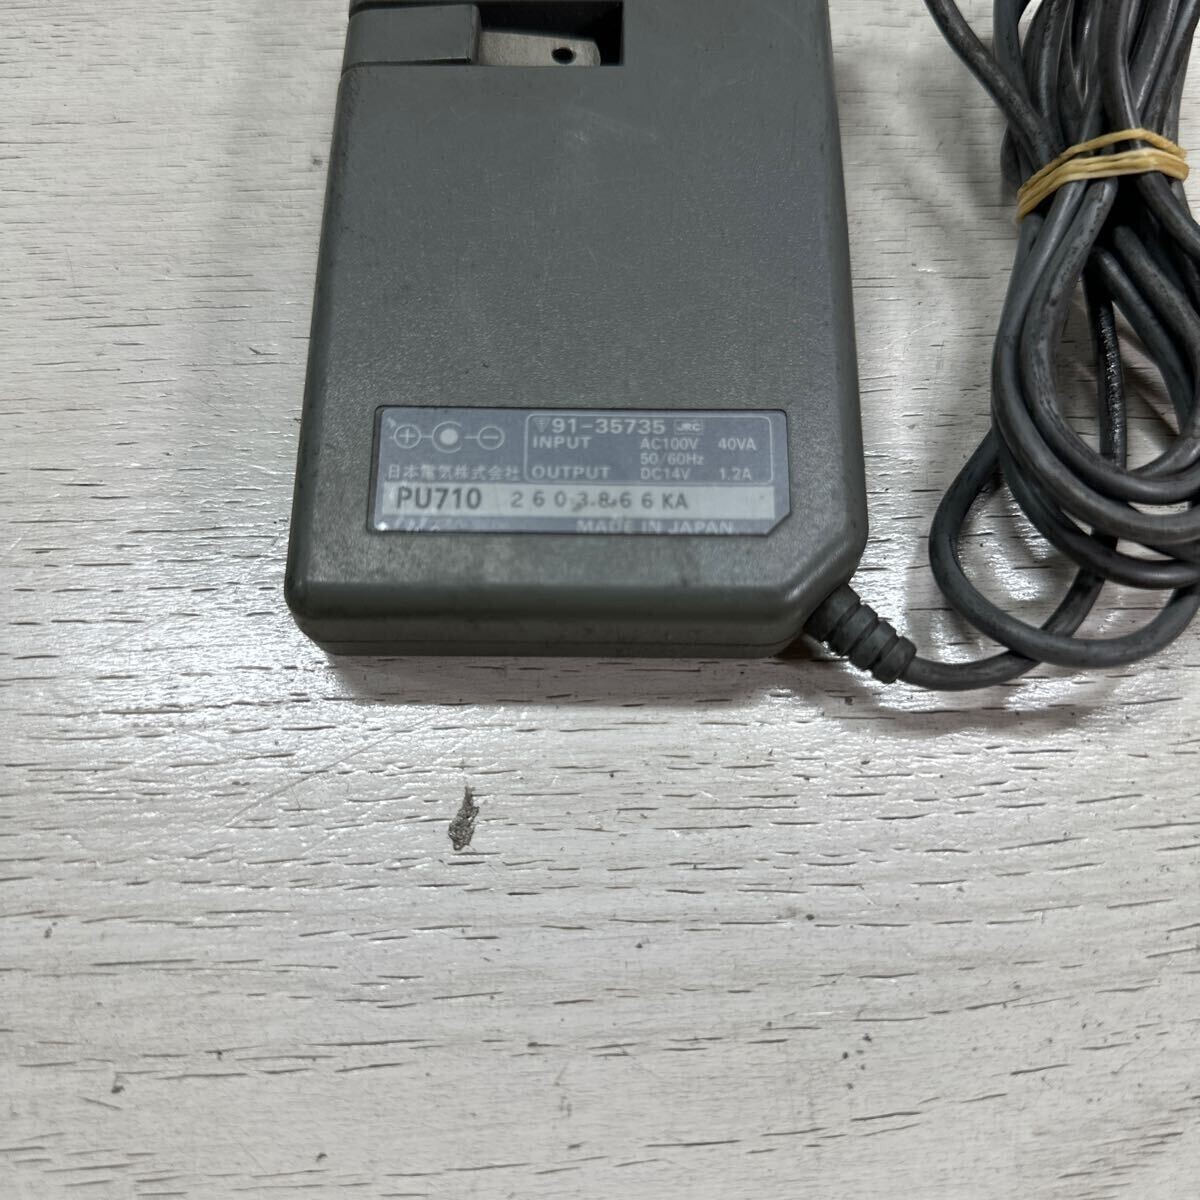 〒91-35735 JRC
INPUT AC100V 40VA
50/60Hz
日本電気株式会社 OUTPUT DC14V 1.2A
PU710 2603866KA
MADE IN JAPAN